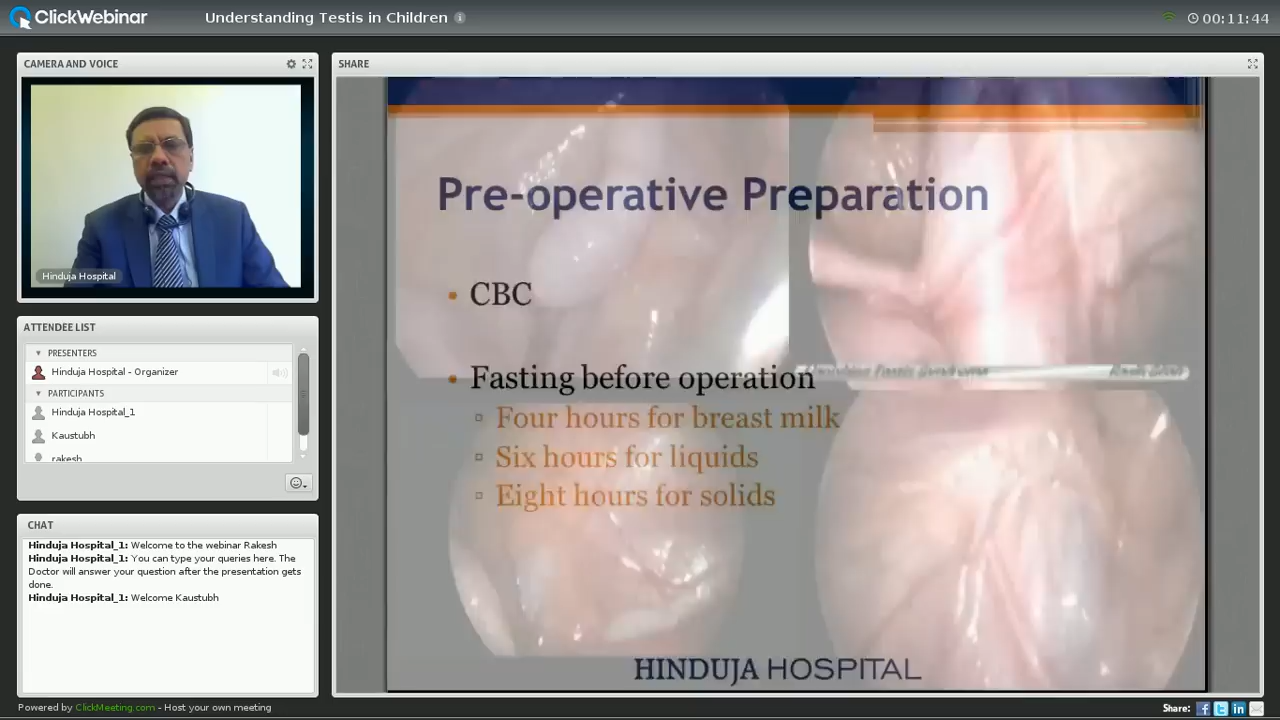 ClickWebinar
Understanding Testis in Children
00:11:44
CAMERA AND VOICE
Hinduja Hospital
ATTENDEE LIST
PRESENTERS
Hinduja Hospital - Organizer
PARTICIPANTS
Hinduja Hospital_1
Kaustubh
rakesh
CHAT
Hinduja Hospital_1: Welcome to the webinar Rakesh
Hinduja Hospital_1: You can type your queries here. The
Doctor will answer your question after the presentation gets
done.
Hinduja Hospital_1: Welcome Kaustubh
SHARE
Pre-operative Preparation
• CBC
• Fasting before operation
Four hours for breast milk
Six hours for liquids
Eight hours for solids
HINDUJA HOSPITAL
Powered by ClickMeeting.com - Host your own meeting
Share: